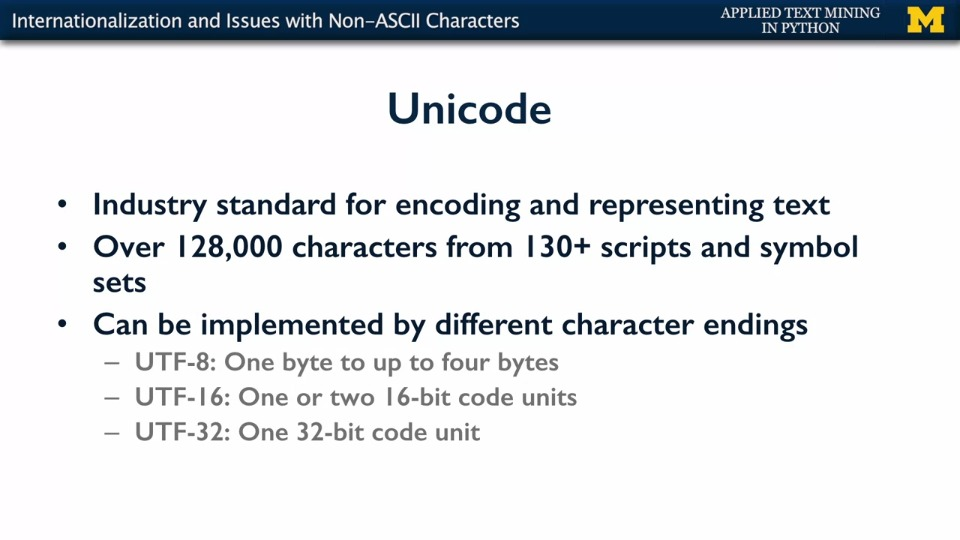 Internationalization and Issues with Non-ASCII Characters
APPLIED TEXT MINING
IN PYTHON
M
Unicode
• Industry standard for encoding and representing text
• Over 128,000 characters from 130+ scripts and symbol
sets
• Can be implemented by different character endings
– UTF-8: One byte to up to four bytes
– UTF-16: One or two 16-bit code units
– UTF-32: One 32-bit code unit